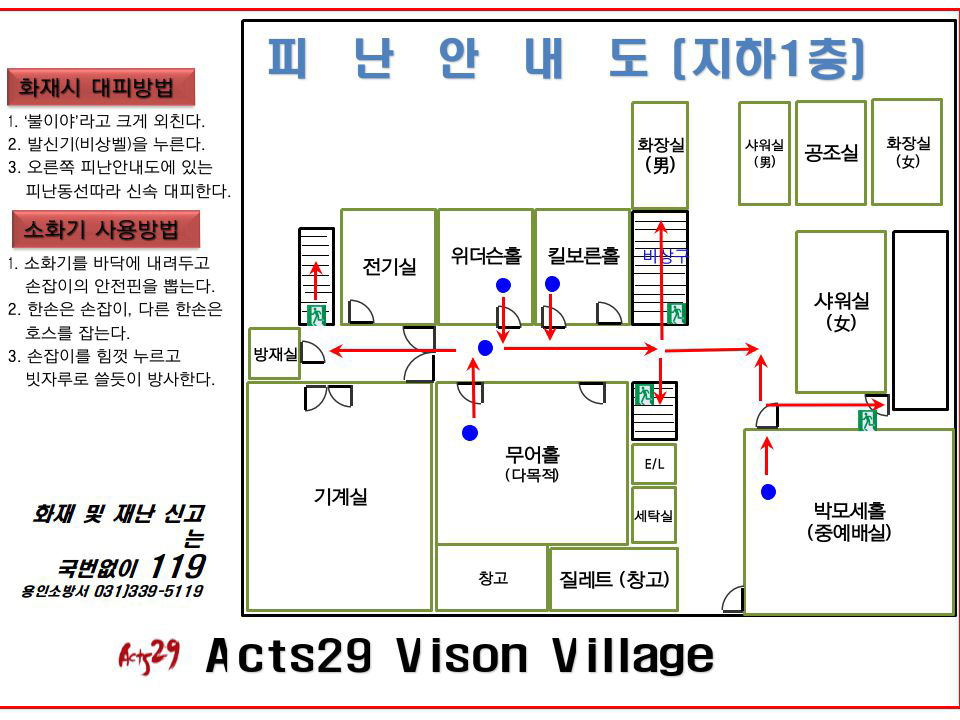 피 난 안 내 도 [지하1층]
화재시 대피방법
1. ‘불이야’라고 크게 외친다.
2. 발신기(비상벨)을 누른다.
3. 오른쪽 피난안내도에 있는
피난동선따라 신속 대피한다.
소화기 사용방법
1. 소화기를 바닥에 내려두고
손잡이의 안전핀을 뽑는다.
2. 한손은 손잡이, 다른 한손은
호스를 잡는다.
3. 손잡이를 힘껏 누르고
빗자루로 쓸듯이 방사한다.
화재 및 재난 신고
는
국번없이 119
용인소방서 031)339-5119
화장실
(男)
샤워실
(男)
공조실
화장실
(女)
전기실
위더슨홀
킬보른홀
비상구
샤워실
(女)
방재실
기계실
무어홀
(다목적)
E/L
세탁실
창고
질레트 (창고)
박모세홀
(중예배실)
Acts29
Acts29 Vison Village